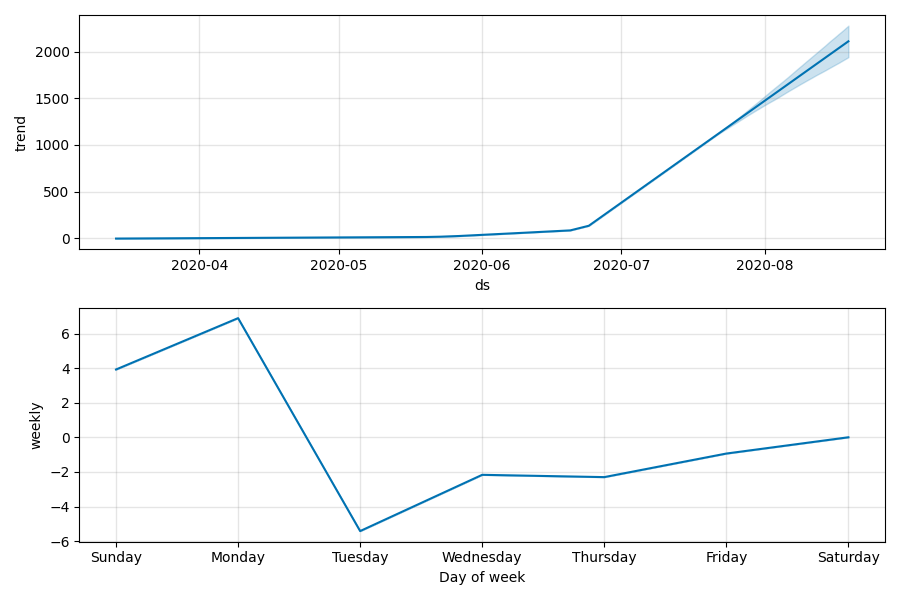 2000
1500
1000
500
0
trend
2020-04 2020-05 2020-06 2020-07 2020-08
ds
6
4
2
0
−2
−4
−6
weekly
Sunday Monday Tuesday Wednesday Thursday Friday Saturday
Day of week